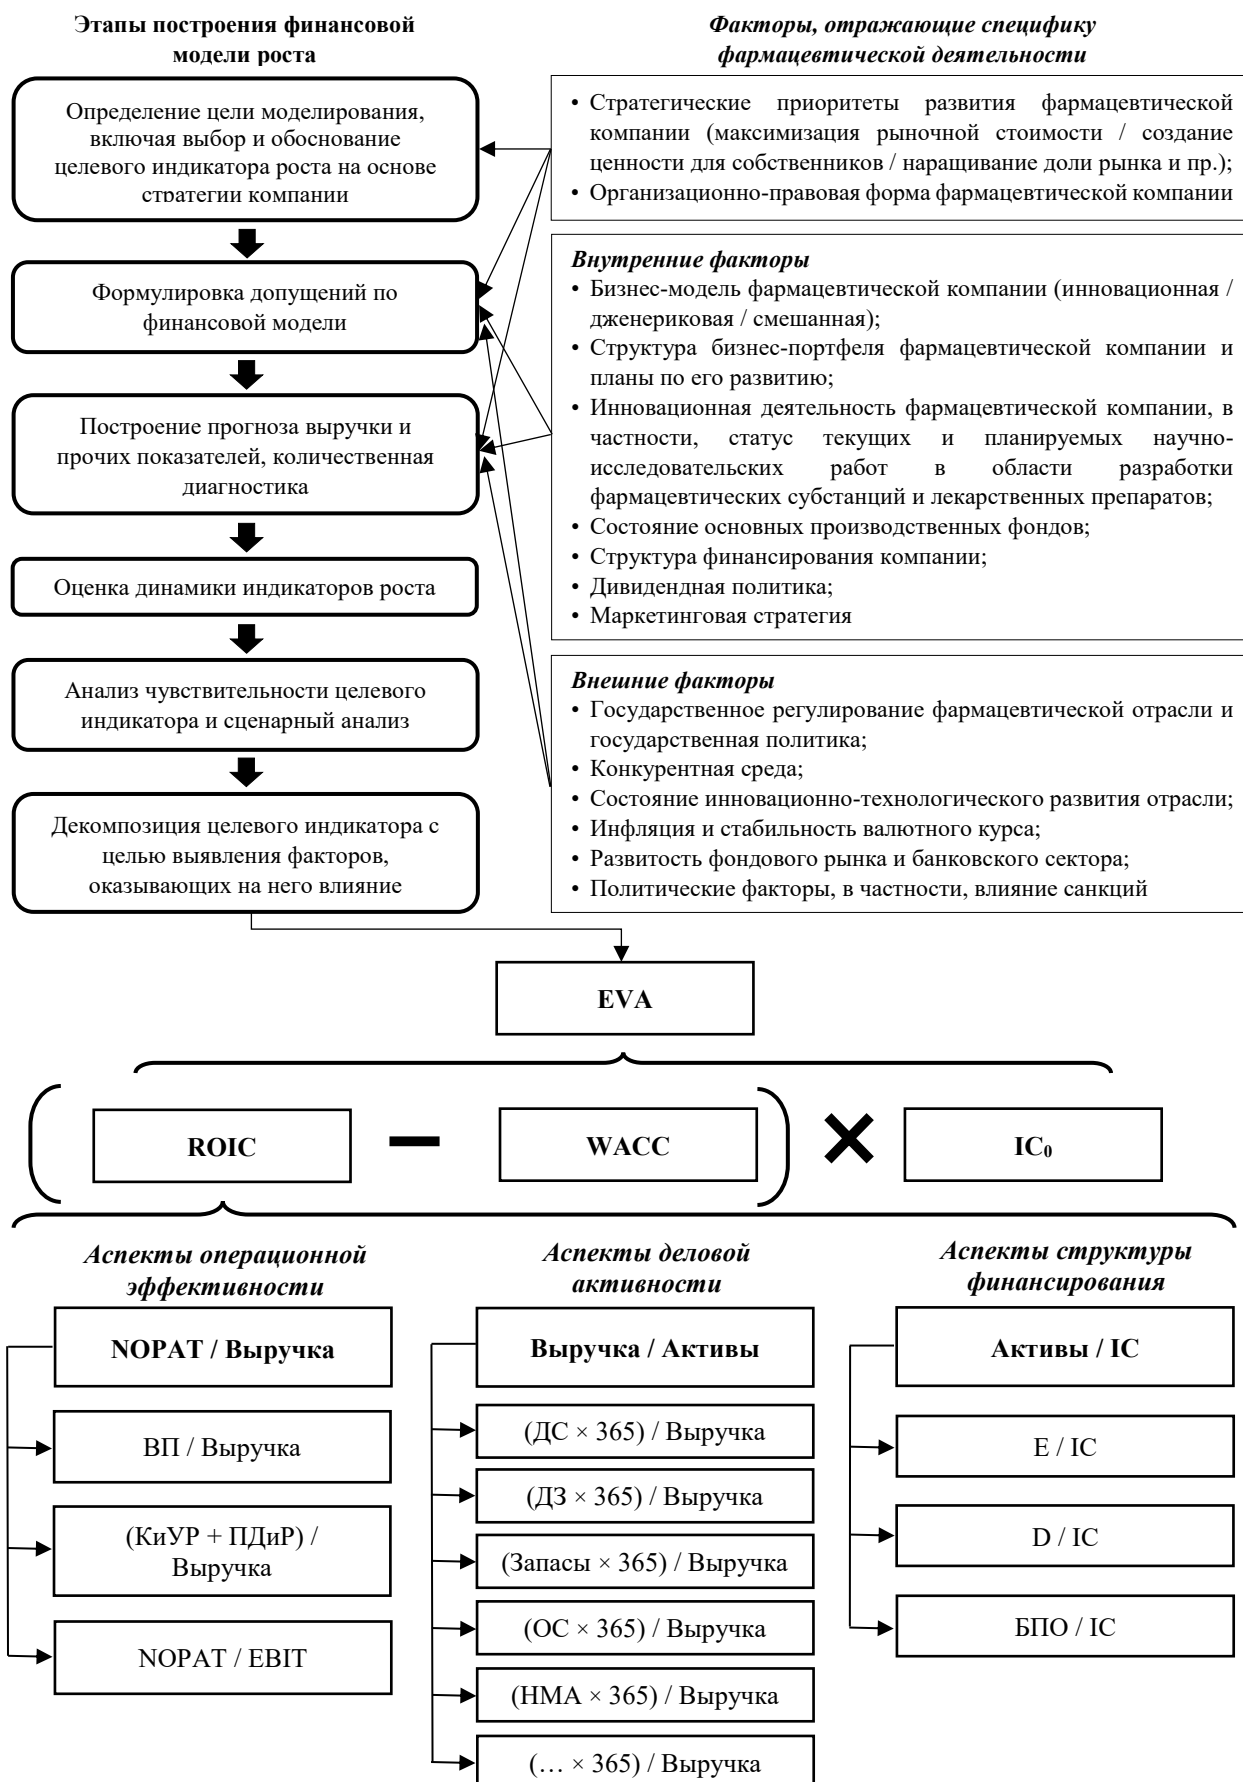 Этапы построения финансовой
модели роста
Определение цели моделирования,
включая выбор и обоснование
целевого индикатора роста на основе
стратегии компании
Формулировка допущений по
финансовой модели
Построение прогноза выручки и
прочих показателей, количественная
диагностика
Оценка динамики индикаторов роста
Анализ чувствительности целевого
индикатора и сценарный анализ
Декомпозиция целевого индикатора с
целью выявления факторов,
оказывающих на него влияние
Факторы, отражающие специфику
фармацевтической деятельности
• Стратегические приоритеты развития фармацевтической
компании (максимизация рыночной стоимости / создание
ценности для собственников / наращивание доли рынка и пр.);
• Организационно-правовая форма фармацевтической компании
Внутренние факторы
• Бизнес-модель фармацевтической компании (инновационная /
дженериковая / смешанная);
• Структура бизнес-портфеля фармацевтической компании и
планы по его развитию;
• Инновационная деятельность фармацевтической компании, в
частности, статус текущих и планируемых научно-
исследовательских работ в области разработки
фармацевтических субстанций и лекарственных препаратов;
• Состояние основных производственных фондов;
• Структура финансирования компании;
• Дивидендная политика;
• Маркетинговая стратегия
Внешние факторы
• Государственное регулирование фармацевтической отрасли и
государственная политика;
• Конкурентная среда;
• Состояние инновационно-технологического развития отрасли;
• Инфляция и стабильность валютного курса;
• Развитость фондового рынка и банковского сектора;
• Политические факторы, в частности, влияние санкций
EVA
( ROIC − WACC ) × IC₀
Аспекты операционной
эффективности
NOPAT / Выручка
ВП / Выручка
(КиУР + ПДиР) /
Выручка
NOPAT / EBIT
Аспекты деловой
активности
Выручка / Активы
(ДС × 365) / Выручка
(ДЗ × 365) / Выручка
(Запасы × 365) / Выручка
(ОС × 365) / Выручка
(НМА × 365) / Выручка
(… × 365) / Выручка
Аспекты структуры
финансирования
Активы / IC
E / IC
D / IC
БПО / IC